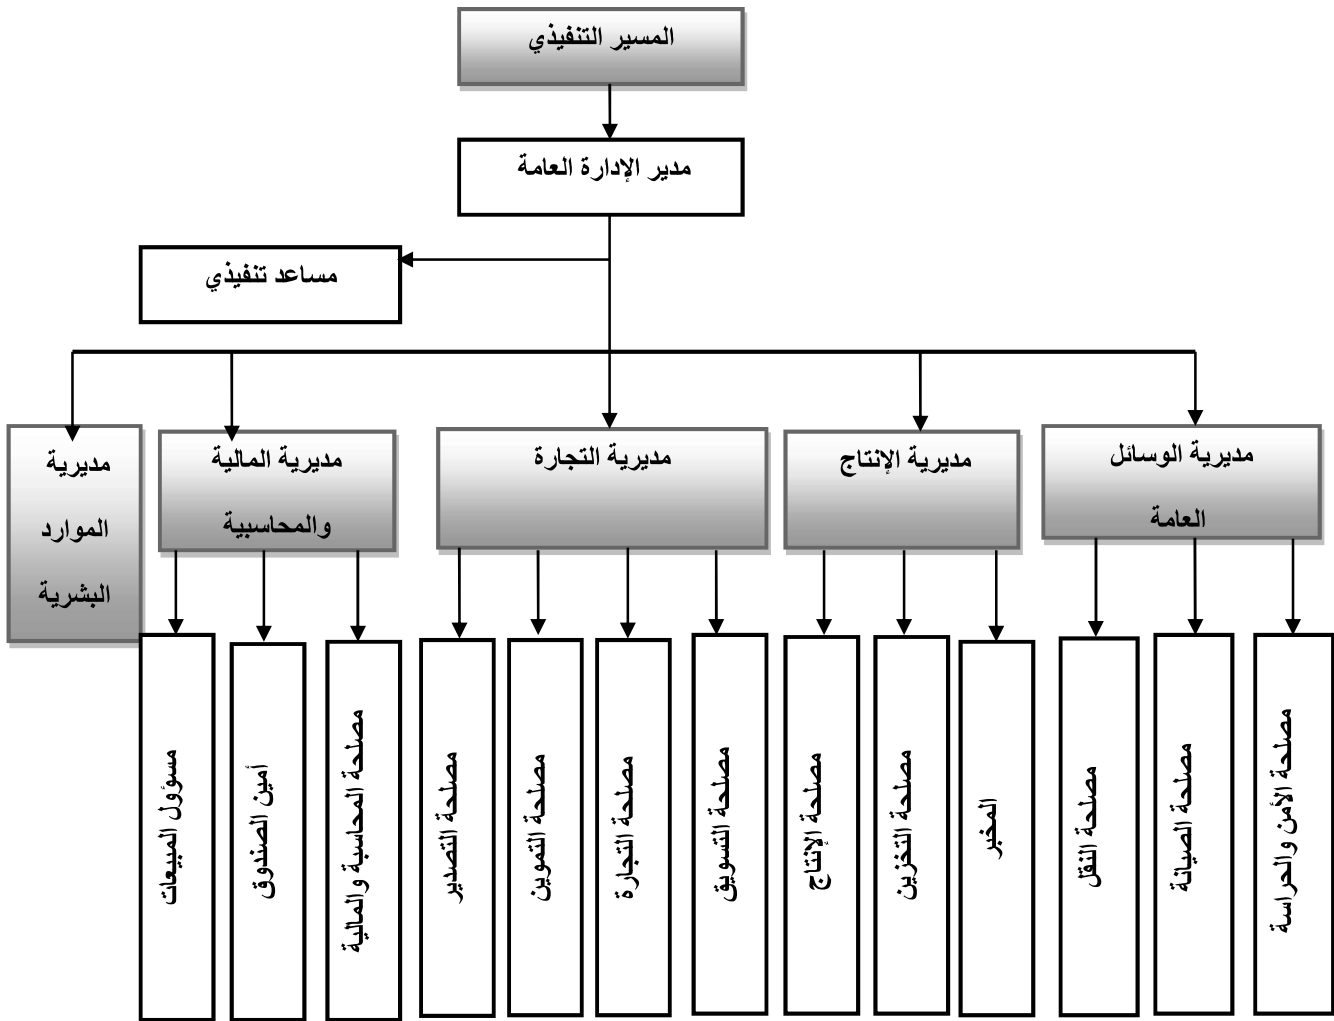 المسير التنفيذي
مدير الإدارة العامة
مساعد تنفيذي
مديرية الوسائل
العامة
مديرية الإنتاج
مديرية التجارة
مديرية المالية
والمحاسبية
مديرية
الموارد
البشرية
مصلحة الأمن والحراسة
مصلحة الصيانة
مصلحة النقل
المخبر
مصلحة التخزين
مصلحة الإنتاج
مصلحة التسويق
مصلحة التجارة
مصلحة التموين
مصلحة التصدير
مصلحة المحاسبة والمالية
أمين الصندوق
مسؤول المبيعات